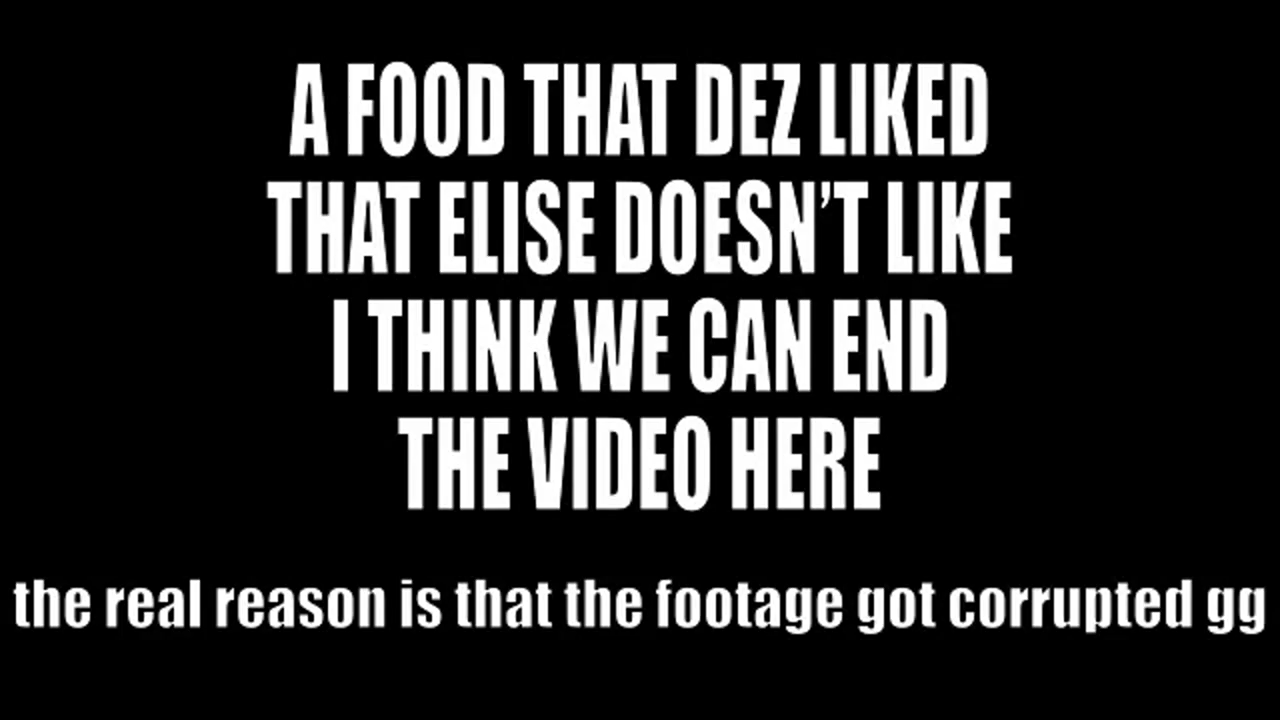 A FOOD THAT DEZ LIKED
THAT ELISE DOESN’T LIKE
I THINK WE CAN END
THE VIDEO HERE
the real reason is that the footage got corrupted gg